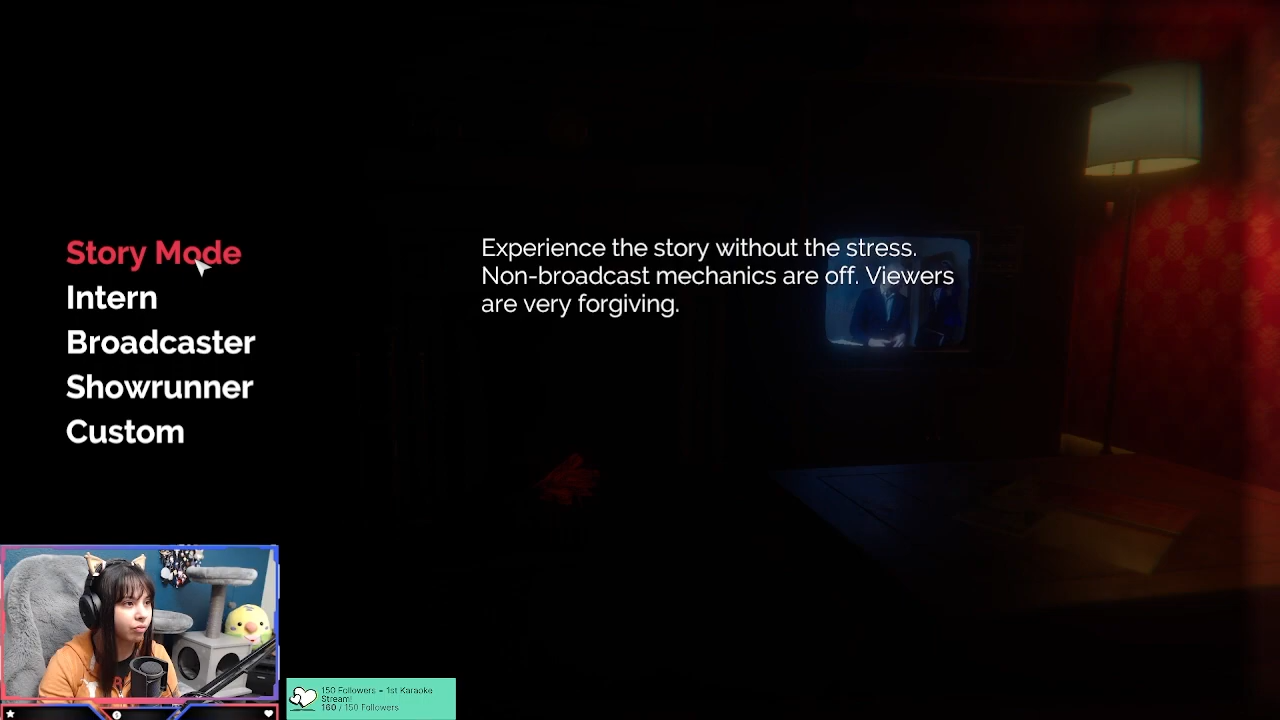 Story Mode
Intern
Broadcaster
Showrunner
Custom
Experience the story without the stress.
Non-broadcast mechanics are off. Viewers
are very forgiving.
150 Followers = 1st Karaoke
Stream!
160 / 150 Followers